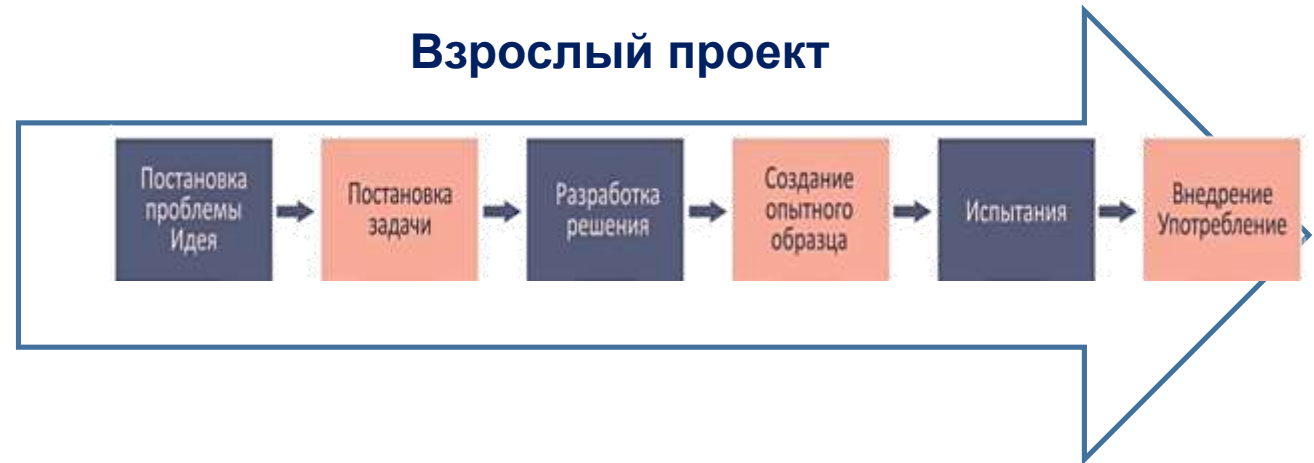 Взрослый проект
Постановка
проблемы
Идея
Постановка
задачи
Разработка
решения
Создание
опытного
образца
Испытания
Внедрение
Употребление